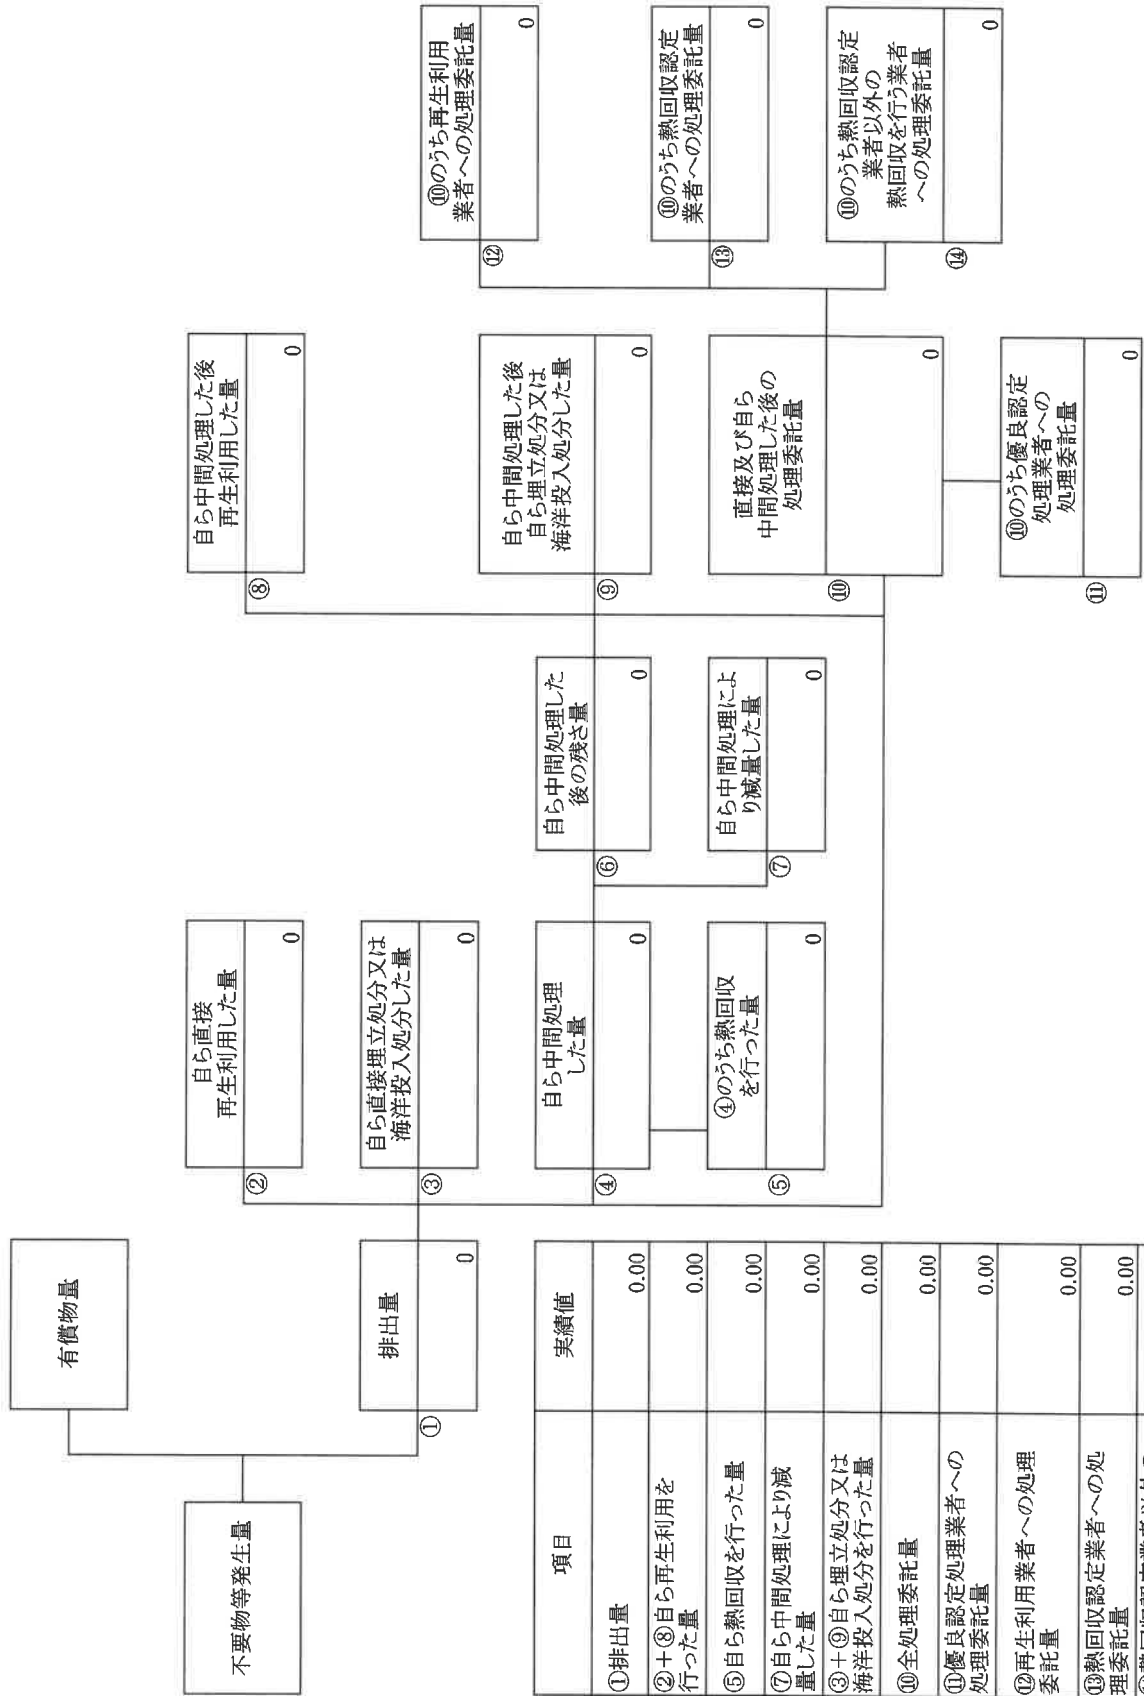 不要物等発生量
有償物量
①
排出量
0
②
自ら直接
再生利用した量
0
③
自ら直接埋立処分又は
海洋投入処分した量
0
④
自ら中間処理
した量
0
⑤
④のうち熱回収
を行った量
0
⑥
自ら中間処理した
後の残さ量
0
⑦
自ら中間処理によ
り減量した量
0
⑧
自ら中間処理した後
再生利用した量
0
⑨
自ら中間処理した後
自ら埋立処分又は
海洋投入処分した量
0
⑩
直接及び自ら
中間処理した後の
処理委託量
0
⑪
⑩のうち優良認定
処理業者への
処理委託量
0
⑫
⑩のうち再生利用
業者への処理委託量
0
⑬
⑩のうち熱回収認定
業者への処理委託量
0
⑭
⑩のうち熱回収認定
業者以外の
熱回収を行う業者
への処理委託量
0
項目 実績値
①排出量 0.00
②+⑧自ら再生利用を
行った量 0.00
⑤自ら熱回収を行った量 0.00
⑦自ら中間処理により減
量した量 0.00
③+⑨自ら埋立処分又は
海洋投入処分を行った量 0.00
⑩全処理委託量 0.00
⑪優良認定処理業者への
処理委託量 0.00
⑫再生利用業者への処理
委託量 0.00
⑬熱回収認定業者への処
理委託量 0.00